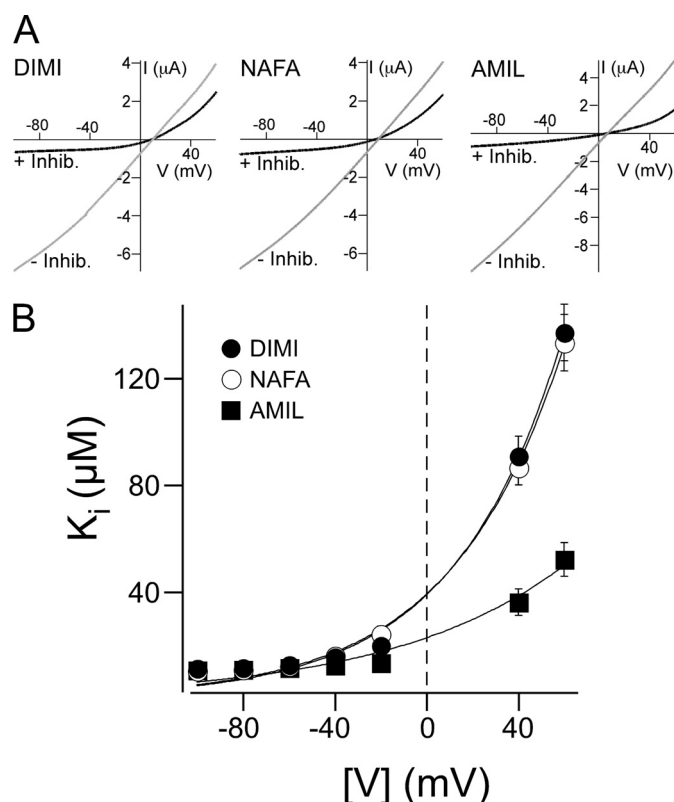 A
DIMI
I (μA)
4
2
-80
-40
40
+ Inhib.
V (mV)
-2
-4
-6
- Inhib.
NAFA
I (μA)
4
2
-80
-40
40
+ Inhib.
V (mV)
-2
-4
-6
- Inhib.
AMIL
I (μA)
4
2
-80
-40
40
+ Inhib.
V (mV)
-2
-4
-6
-8
- Inhib.
B
DIMI
NAFA
AMIL
120
80
40
Ki (μM)
-80
-40
0
40
[V] (mV)